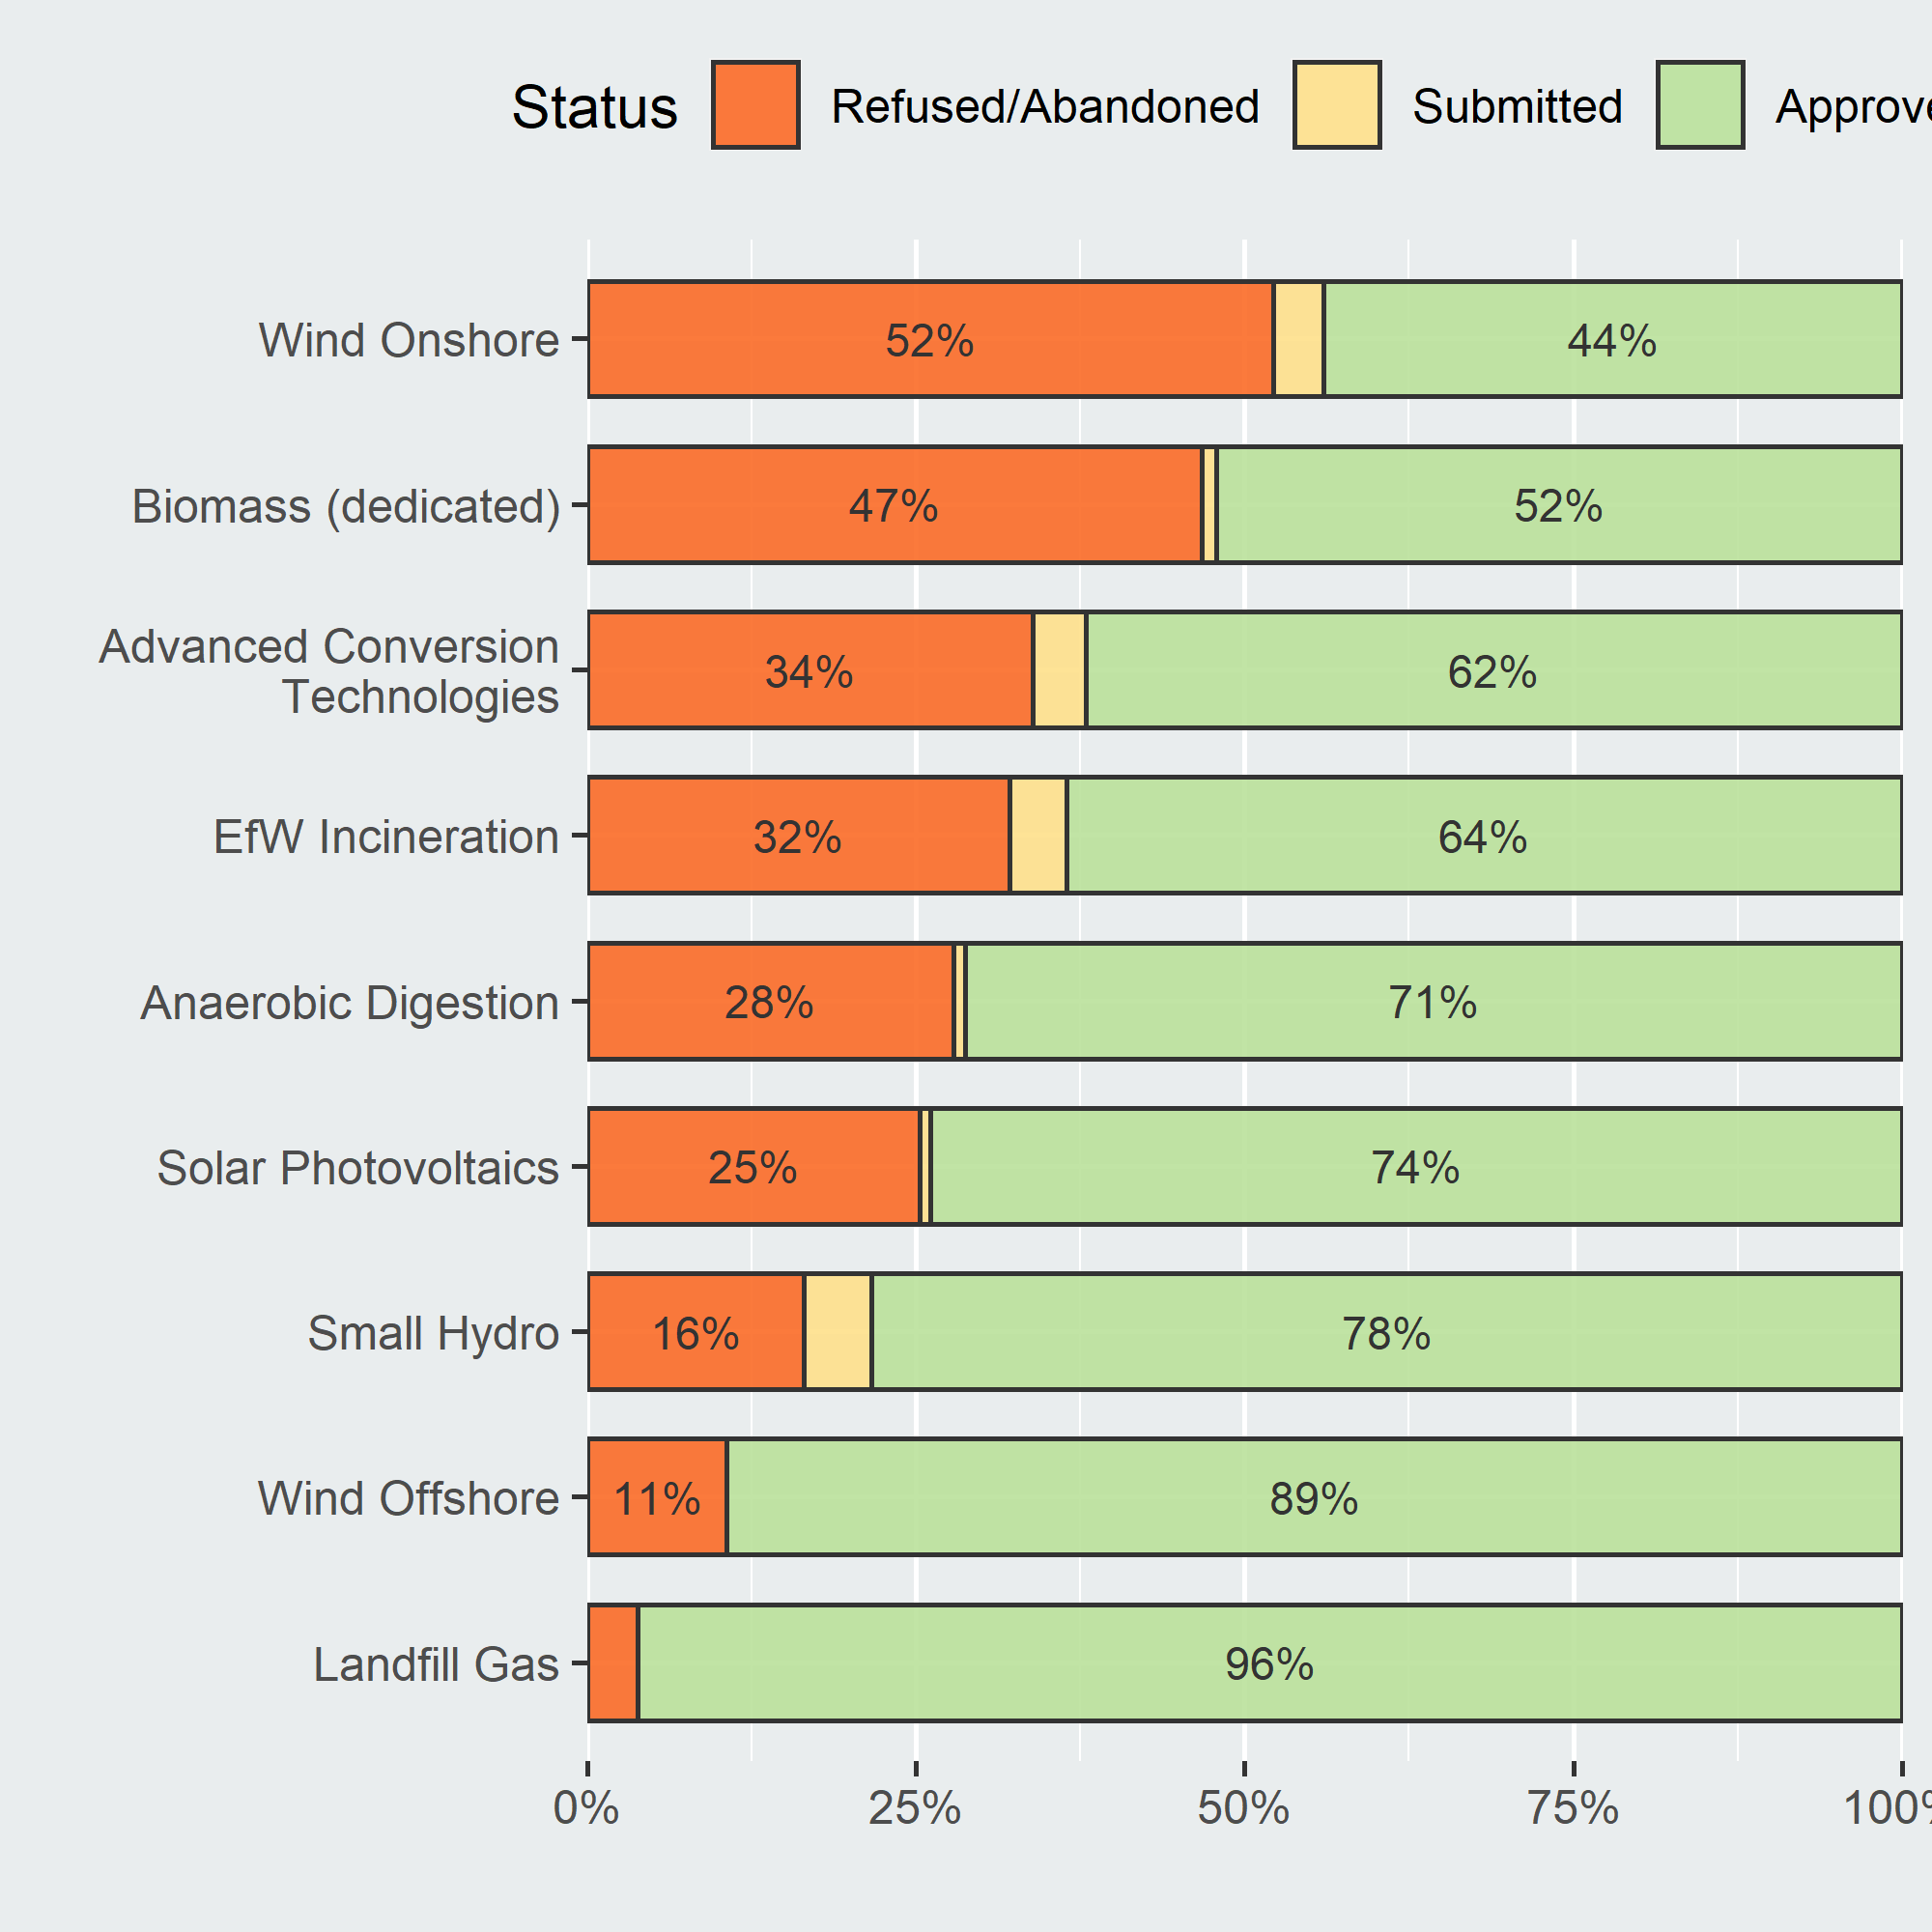 Status Refused/Abandoned Submitted Approve
Wind Onshore 52% 44%
Biomass (dedicated) 47% 52%
Advanced Conversion
Technologies
34% 62%
EfW Incineration 32% 64%
Anaerobic Digestion 28% 71%
Solar Photovoltaics 25% 74%
Small Hydro 16% 78%
Wind Offshore 11% 89%
Landfill Gas 96%
0% 25% 50% 75% 100%